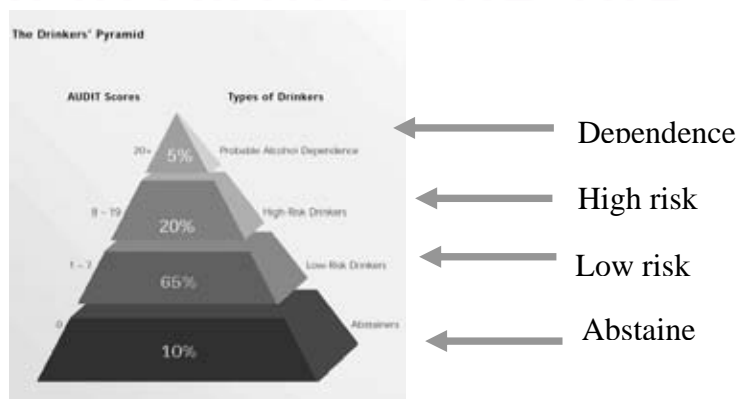 The Drinkers' Pyramid
AUDIT Scores Types of Drinkers
20+ 5% Probable Alcohol Dependence
Dependence
8 - 19 20% High-Risk Drinkers
High risk
1 - 7 65% Low-Risk Drinkers
Low risk
0 10% Abstainers
Abstaine